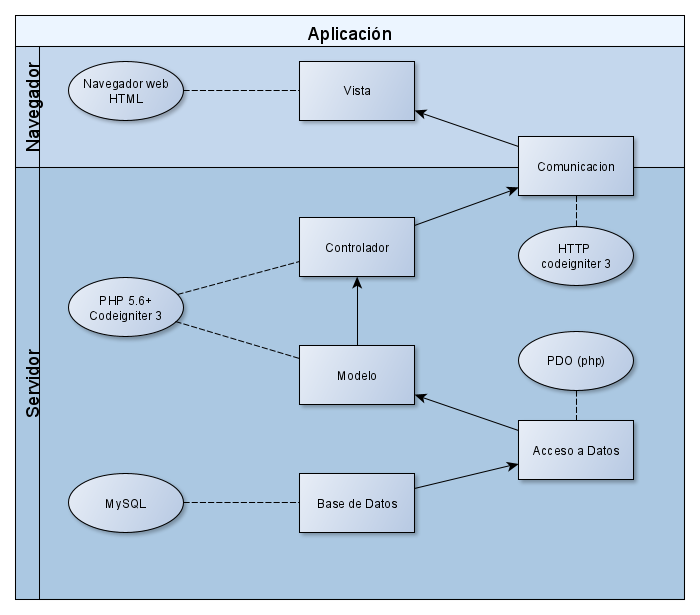 Aplicación
Navegador
Navegador web
HTML
Vista
Comunicacion
Servidor
Controlador
HTTP
codeigniter 3
PHP 5.6+
Codeigniter 3
Modelo
PDO (php)
Acceso a Datos
MySQL
Base de Datos